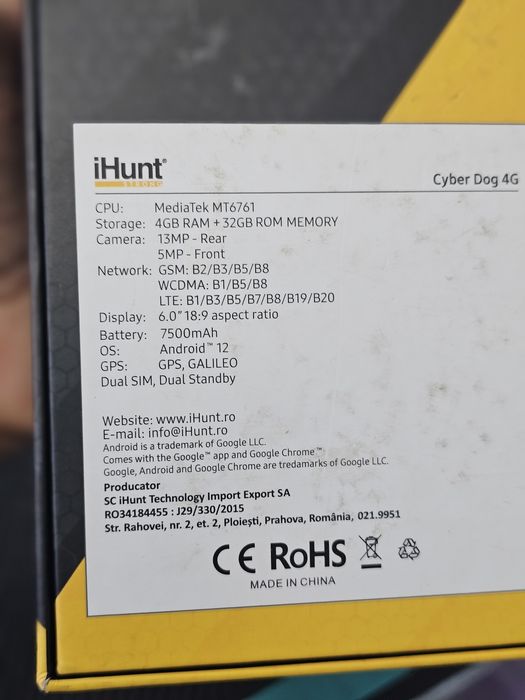 iHunt®
STRONG
Cyber Dog 4G
CPU: MediaTek MT6761
Storage: 4GB RAM + 32GB ROM MEMORY
Camera: 13MP - Rear
5MP - Front
Network: GSM: B2/B3/B5/B8
WCDMA: B1/B5/B8
LTE: B1/B3/B5/B7/B8/B19/B20
Display: 6.0" 18:9 aspect ratio
Battery: 7500mAh
OS: Android™ 12
GPS: GPS, GALILEO
Dual SIM, Dual Standby
Website: www.iHunt.ro
E-mail: info@iHunt.ro
Android is a trademark of Google LLC.
Comes with the Google™ app and Google Chrome™
Google, Android and Google Chrome are tredemarks of Google LLC.
Producator
SC iHunt Technology Import Export SA
RO34184455 : J29/330/2015
Str. Rahovei, nr. 2, et. 2, Ploiești, Prahova, România, 021.9951
CE RoHS
MADE IN CHINA